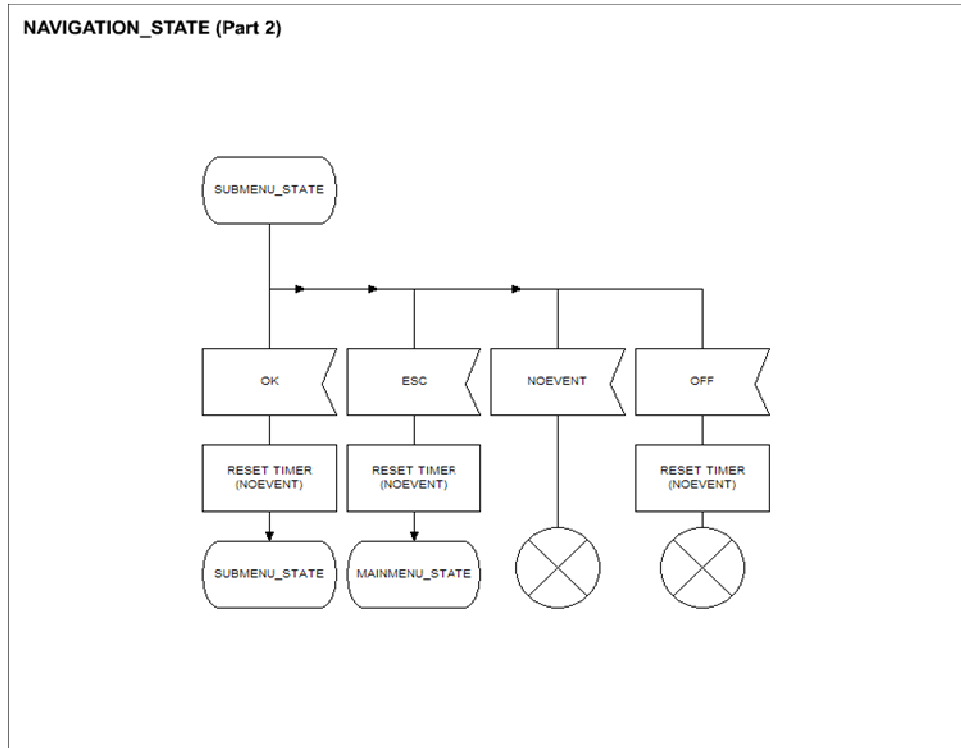 NAVIGATION_STATE (Part 2)
SUBMENU_STATE
OK
ESC
NOEVENT
OFF
RESET TIMER
(NOEVENT)
RESET TIMER
(NOEVENT)
RESET TIMER
(NOEVENT)
SUBMENU_STATE
MAINMENU_STATE